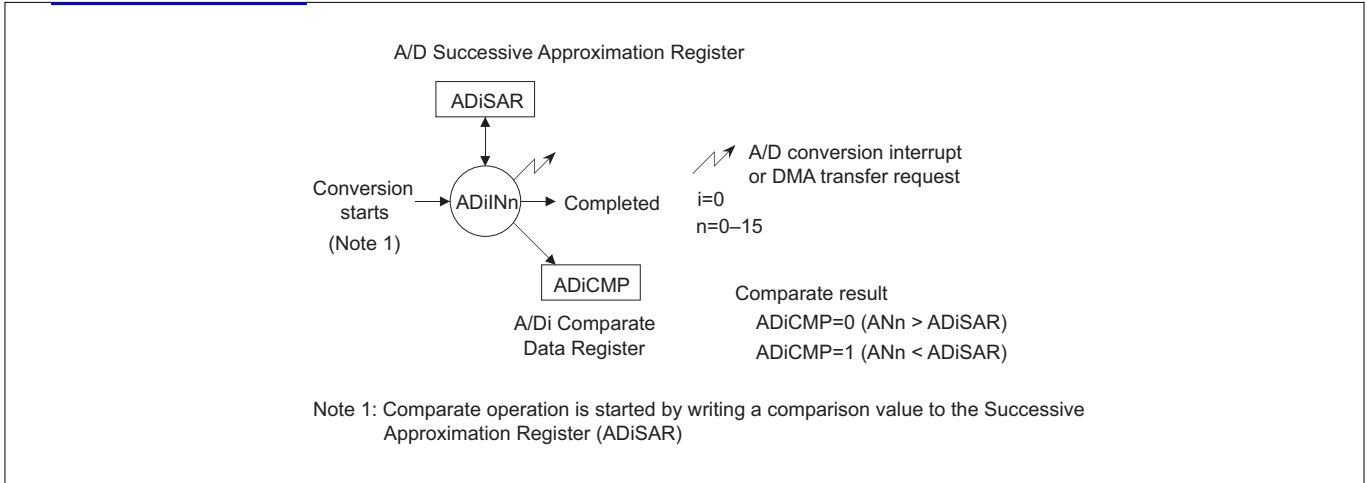 A/D Successive Approximation Register
ADiSAR
Conversion
starts
(Note 1)
ADiINn
Completed
A/D conversion interrupt
or DMA transfer request
i=0
n=0–15
ADiCMP
A/Di Comparate
Data Register
Comparate result
ADiCMP=0 (ANn > ADiSAR)
ADiCMP=1 (ANn < ADiSAR)
Note 1: Comparate operation is started by writing a comparison value to the Successive
Approximation Register (ADiSAR)